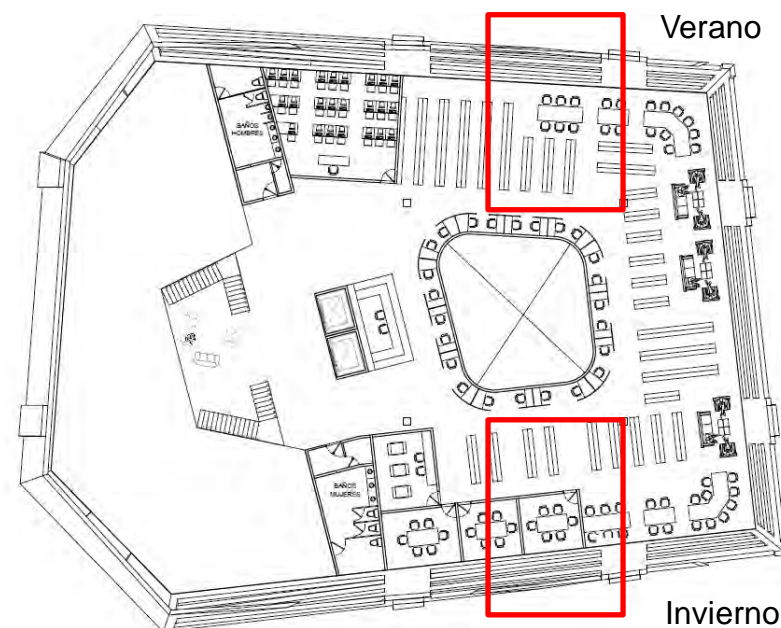 Verano
BAÑOS
HOMBRES
BAÑOS
MUJERES
Invierno